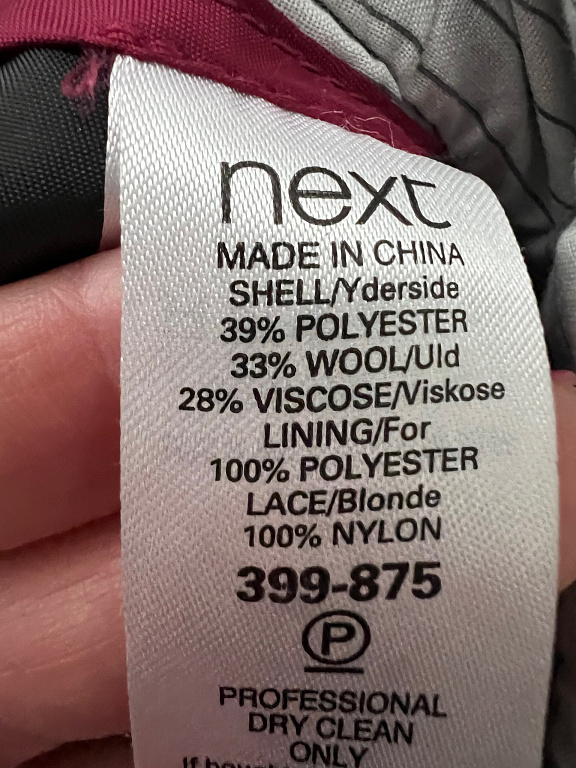 next
MADE IN CHINA
SHELL/Yderside
39% POLYESTER
33% WOOL/Uld
28% VISCOSE/Viskose
LINING/For
100% POLYESTER
LACE/Blonde
100% NYLON
399-875
P
PROFESSIONAL
DRY CLEAN
ONLY
If